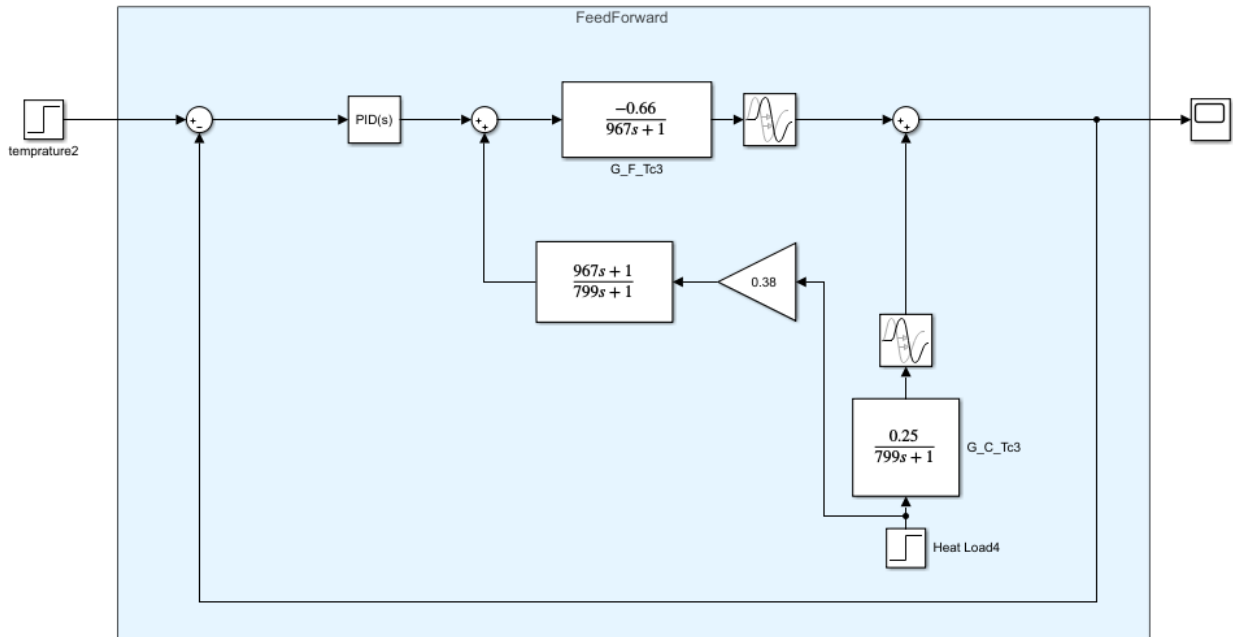 FeedForward
temprature2
+
−
PID(s)
+
+
−0.66
967s + 1
G_F_Tc3
+
+
967s + 1
799s + 1
0.38
0.25
799s + 1
G_C_Tc3
Heat Load4